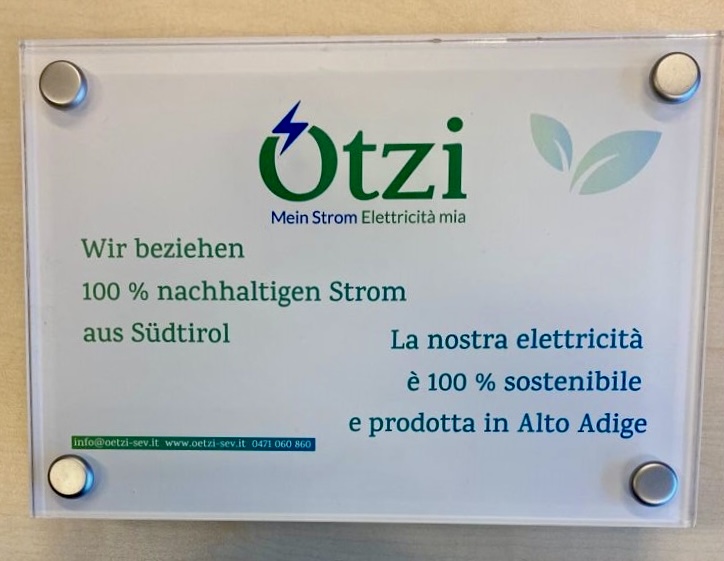 Ötzi
Mein Strom Elettricità mia
Wir beziehen
100 % nachhaltigen Strom
aus Südtirol
La nostra elettricità
è 100 % sostenibile
e prodotta in Alto Adige
info@oetzi-sev.it www.oetzi-sev.it 0471 060 860